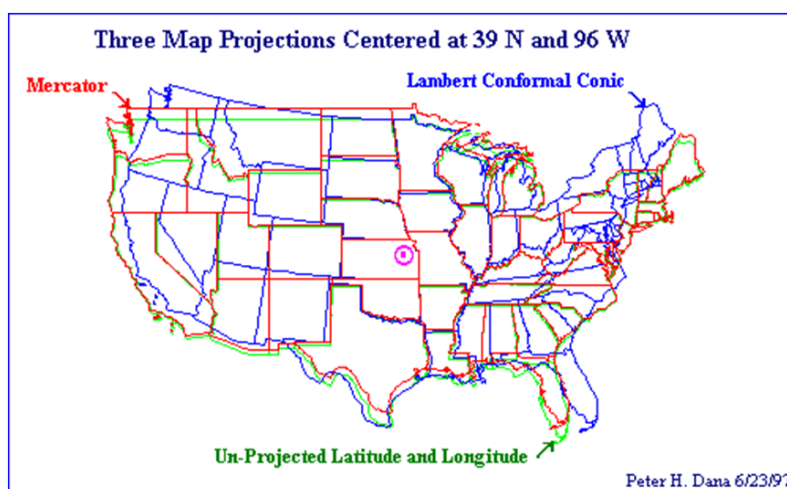 Three Map Projections Centered at 39 N and 96 W
Mercator
Lambert Conformal Conic
Un-Projected Latitude and Longitude
Peter H. Dana 6/23/97